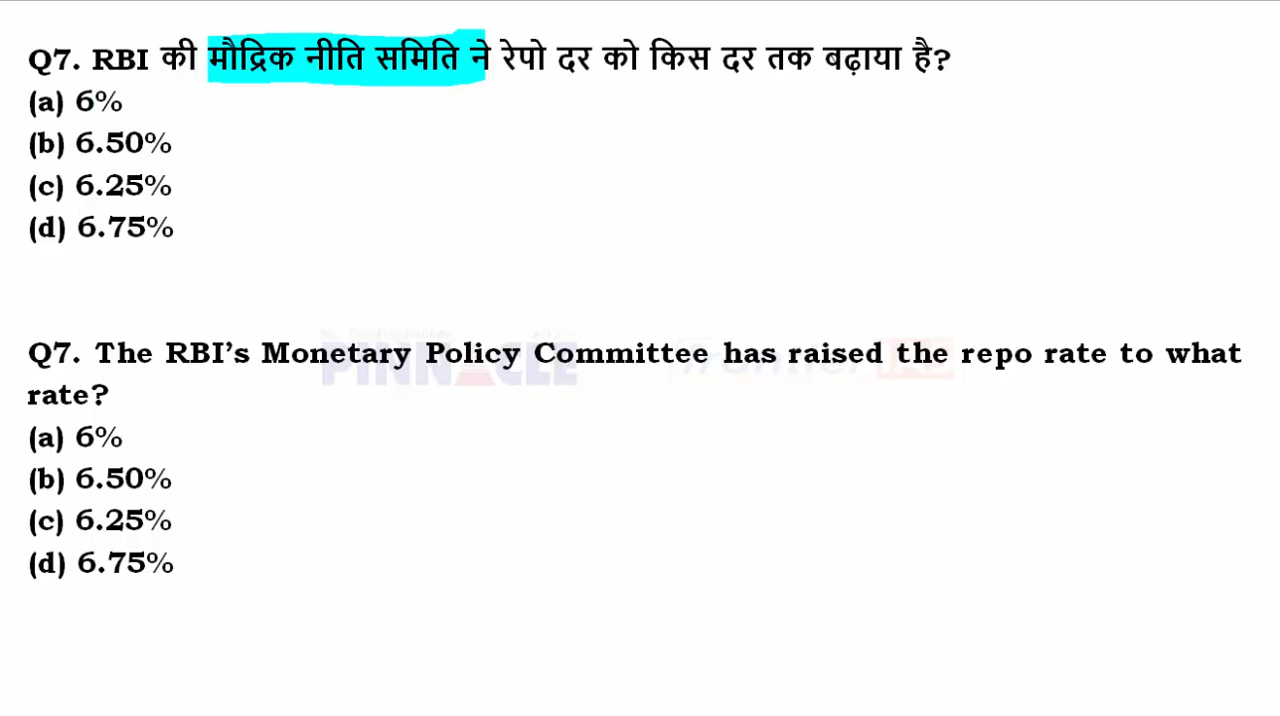 Q7. RBI की मौद्रिक नीति समिति ने रेपो दर को किस दर तक बढ़ाया है?
(a) 6%
(b) 6.50%
(c) 6.25%
(d) 6.75%
Q7. The RBI’s Monetary Policy Committee has raised the repo rate to what
rate?
PINNACLE
(a) 6%
(b) 6.50%
(c) 6.25%
(d) 6.75%